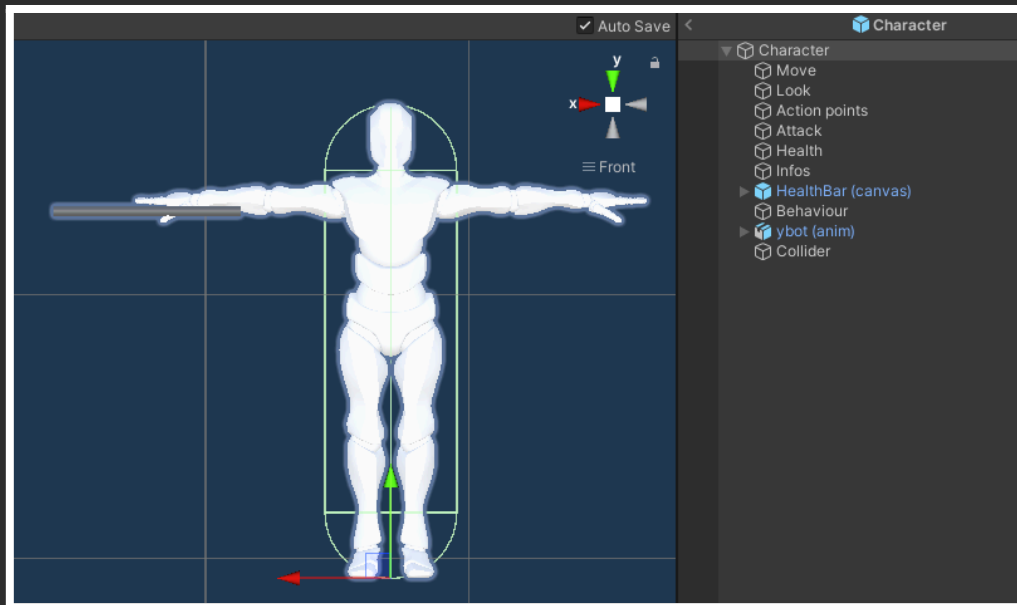 Auto Save
y
x
Front
< Character
Character
Move
Look
Action points
Attack
Health
Infos
HealthBar (canvas)
Behaviour
ybot (anim)
Collider